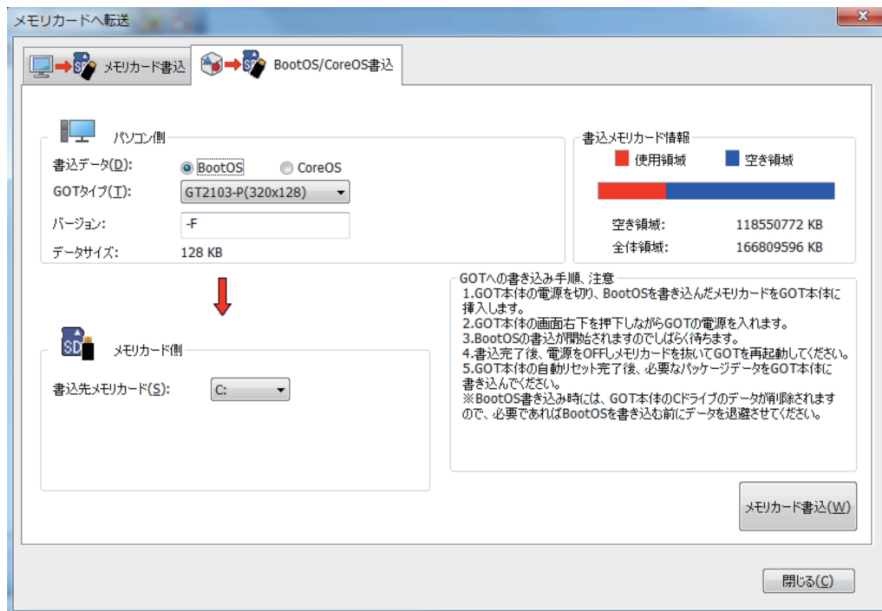 メモリカードへ転送
メモリカード書込
BootOS/CoreOS書込
パソコン側
書込データ(D):
BootOS
CoreOS
GOTタイプ(T):
GT2103-P(320x128)
バージョン:
-F
データサイズ:
128 KB
書込メモリカード情報
使用領域
空き領域
空き領域:
118550772 KB
全体領域:
166809596 KB
メモリカード側
書込先メモリカード(S):
C:
GOTへの書き込み手順、注意
1.GOT本体の電源を切り、BootOSを書き込んだメモリカードをGOT本体に
挿入します。
2.GOT本体の画面右下を押下しながらGOTの電源を入れます。
3.BootOSの書込が開始されますのでしばらく待ちます。
4.書込完了後、電源をOFFしメモリカードを抜いてGOTを再起動してください。
5.GOT本体の自動リセット完了後、必要なパッケージデータをGOT本体に
書き込んでください。
※BootOS書き込み時には、GOT本体のCドライブのデータが削除されます
ので、必要であればBootOSを書き込む前にデータを退避させてください。
メモリカード書込(W)
閉じる(C)